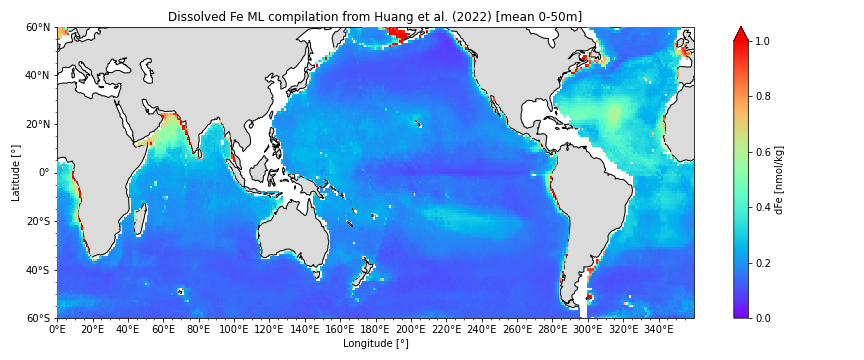 Dissolved Fe ML compilation from Huang et al. (2022) [mean 0-50m]
60°N
40°N
20°N
0°
20°S
40°S
60°S
Latitude [°]
0°E 20°E 40°E 60°E 80°E 100°E 120°E 140°E 160°E 180°E 200°E 220°E 240°E 260°E 280°E 300°E 320°E 340°E
Longitude [°]
1.0
0.8
0.6
0.4
0.2
0.0
dFe [nmol/kg]